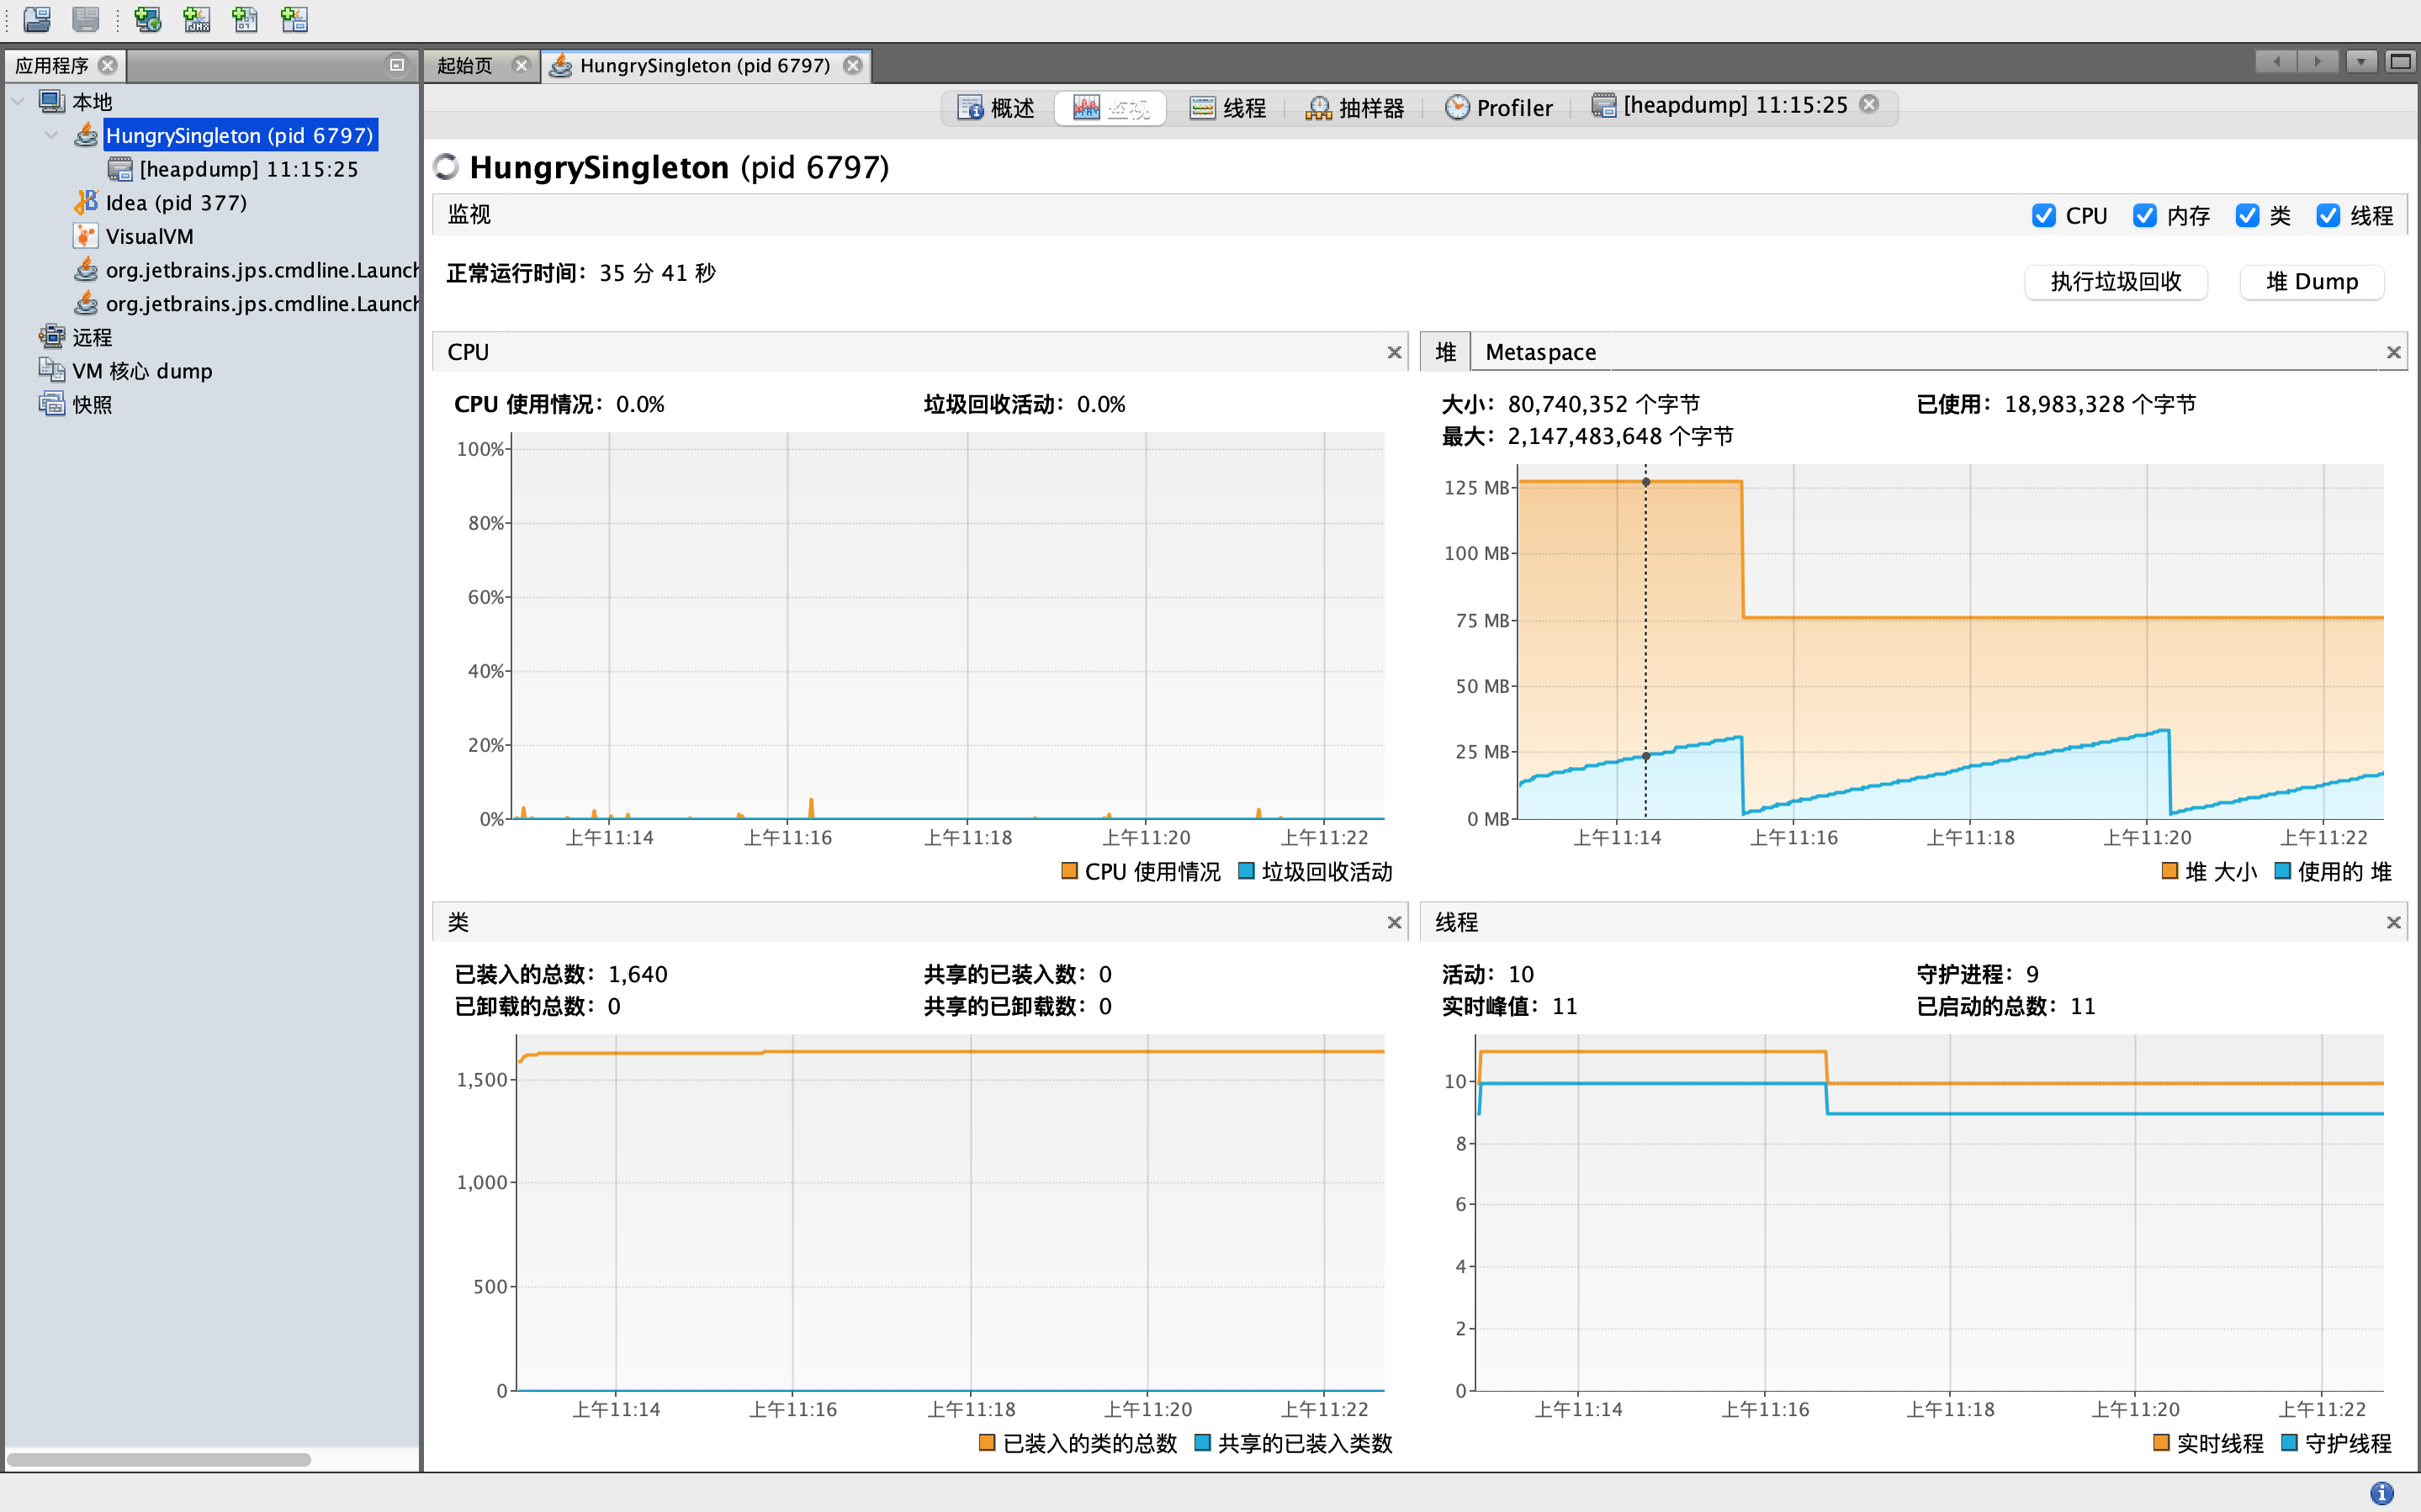 应用程序
起始页
HungrySingleton (pid 6797)
本地
HungrySingleton (pid 6797)
[heapdump] 11:15:25
Idea (pid 377)
VisualVM
org.jetbrains.jps.cmdline.Launch
org.jetbrains.jps.cmdline.Launch
远程
VM 核心 dump
快照
概述 监视 线程 抽样器 Profiler [heapdump] 11:15:25
HungrySingleton (pid 6797)
监视
CPU 内存 类 线程
正常运行时间：35 分 41 秒
执行垃圾回收 堆 Dump
CPU
CPU 使用情况：0.0% 垃圾回收活动：0.0%
100%
80%
60%
40%
20%
0%
上午11:14 上午11:16 上午11:18 上午11:20 上午11:22
CPU 使用情况 垃圾回收活动
堆 Metaspace
大小：80,740,352 个字节 已使用：18,983,328 个字节
最大：2,147,483,648 个字节
125 MB
100 MB
75 MB
50 MB
25 MB
0 MB
上午11:14 上午11:16 上午11:18 上午11:20 上午11:22
堆 大小 使用的 堆
类
已装入的总数：1,640 共享的已装入数：0
已卸载的总数：0 共享的已卸载数：0
1,500
1,000
500
0
上午11:14 上午11:16 上午11:18 上午11:20 上午11:22
已装入的类的总数 共享的已装入类数
线程
活动：10 守护进程：9
实时峰值：11 已启动的总数：11
10
8
6
4
2
0
上午11:14 上午11:16 上午11:18 上午11:20 上午11:22
实时线程 守护线程